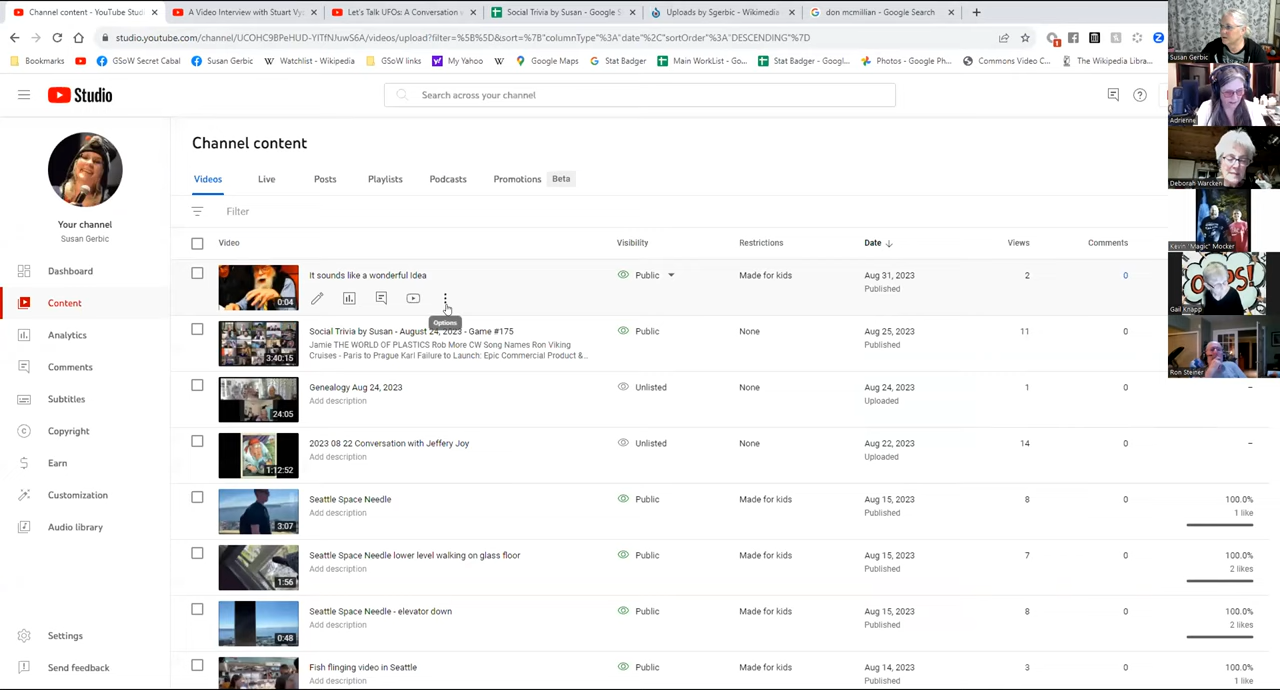 Channel content - YouTube Stu
A Video Interview with Stuart Vy
Let's Talk UFOs: A Conversation v
Social Trivia by Susan - Google S
Uploads by Sgerbic - Wikimedia
don mcmillian - Google Search
studio.youtube.com/channel/UCOHC9BPeHUD-YITfNJuwS6A/videos/upload?filter=%5B%5D&sort=%7B"columnType"%3A"date"%2C"sortOrder"%3A"DESCENDING"%7D
Bookmarks
GSoW Secret Cabal
Susan Gerbic
Watchlist - Wikipedia
GSoW links
My Yahoo
Google Maps
Stat Badger
Main WorkList - Go...
Stat Badger - Googl...
Photos - Google Ph...
Commons Video C...
The Wikipedia Libra...
Studio
Search across your channel
Your channel
Susan Gerbic
Dashboard
Content
Analytics
Comments
Subtitles
Copyright
Earn
Customization
Audio library
Settings
Send feedback
Channel content
Videos
Live
Posts
Playlists
Podcasts
Promotions
Beta
Filter
Video
Visibility
Restrictions
Date
Views
Comments
0:04
It sounds like a wonderful Idea
Public
Made for kids
Aug 31, 2023
Published
2
0
Options
3:40:15
Social Trivia by Susan - August 24, 2023 - Game #175
Jamie THE WORLD OF PLASTICS Rob More CW Song Names Ron Viking
Cruises - Paris to Prague Kari Failure to Launch: Epic Commercial Product &...
Public
None
Aug 25, 2023
Published
11
0
24:05
Genealogy Aug 24, 2023
Add description
Unlisted
None
Aug 24, 2023
Uploaded
1
0
–
1:12:52
2023 08 22 Conversation with Jeffery Joy
Add description
Unlisted
None
Aug 22, 2023
Uploaded
14
0
–
3:07
Seattle Space Needle
Add description
Public
Made for kids
Aug 15, 2023
Published
8
0
100.0%
1 like
1:56
Seattle Space Needle lower level walking on glass floor
Add description
Public
Made for kids
Aug 15, 2023
Published
7
0
100.0%
2 likes
0:48
Seattle Space Needle - elevator down
Add description
Public
Made for kids
Aug 15, 2023
Published
8
0
100.0%
2 likes
Fish flinging video in Seattle
Add description
Public
Made for kids
Aug 14, 2023
Published
3
0
100.0%
1 like
Susan Gerbic
Adrienne
Deborah Warcken
Kevin "Magic" Mocker
Gail Knapp
Ron Steiner